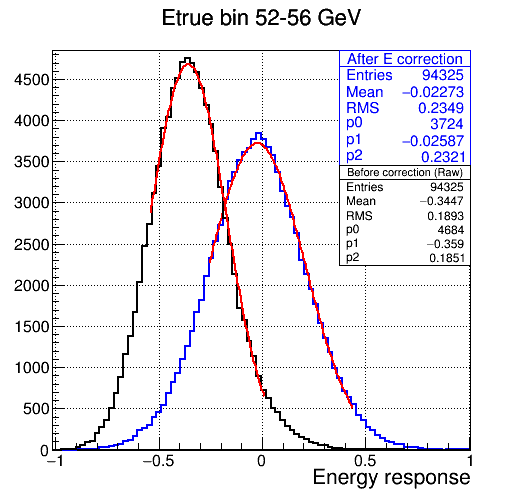 Etrue bin 52-56 GeV
After E correction
Entries 94325
Mean −0.02273
RMS 0.2349
p0 3724
p1 −0.02587
p2 0.2321
Before correction (Raw)
Entries 94325
Mean −0.3447
RMS 0.1893
p0 4684
p1 −0.359
p2 0.1851
4500
4000
3500
3000
2500
2000
1500
1000
500
0
−1 −0.5 0 0.5 1
Energy response